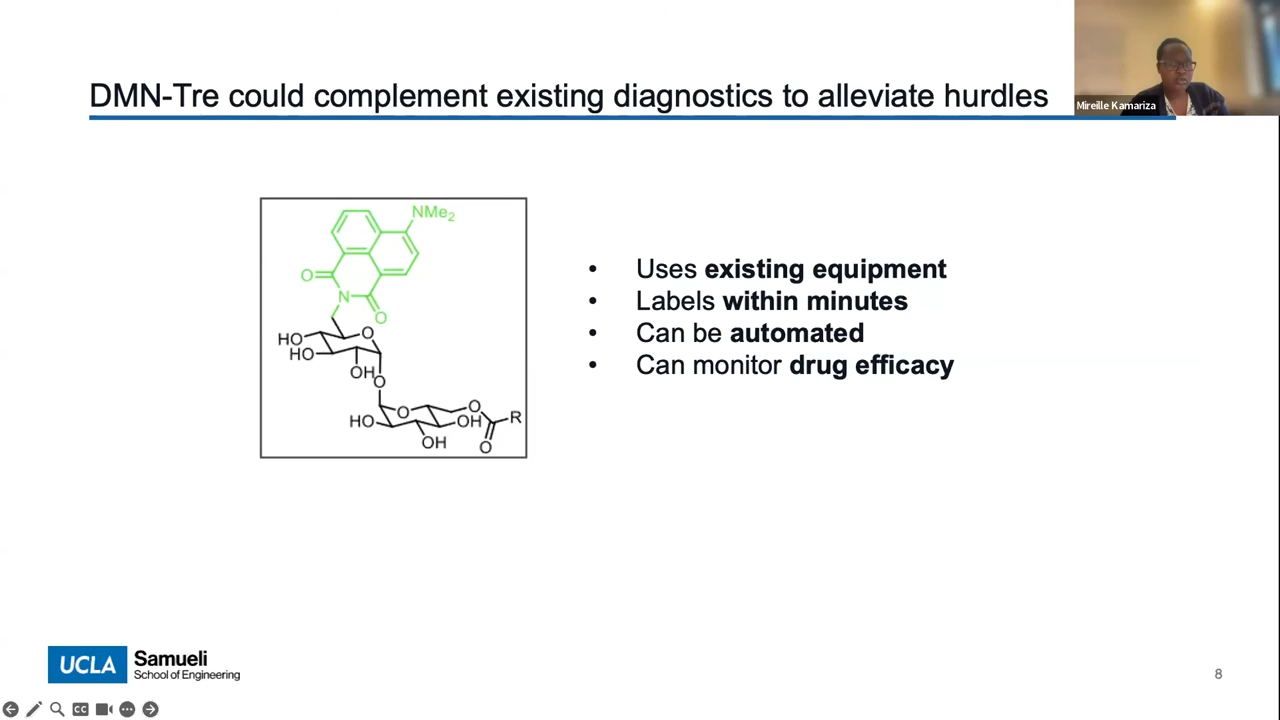 DMN-Tre could complement existing diagnostics to alleviate hurdles
Mireille Kamariza
NMe₂
O
N
O
HO
O
HO
OH
O
O
O
HO
OH
R
OH
O
• Uses existing equipment
• Labels within minutes
• Can be automated
• Can monitor drug efficacy
UCLA
Samueli
School of Engineering
8
CC